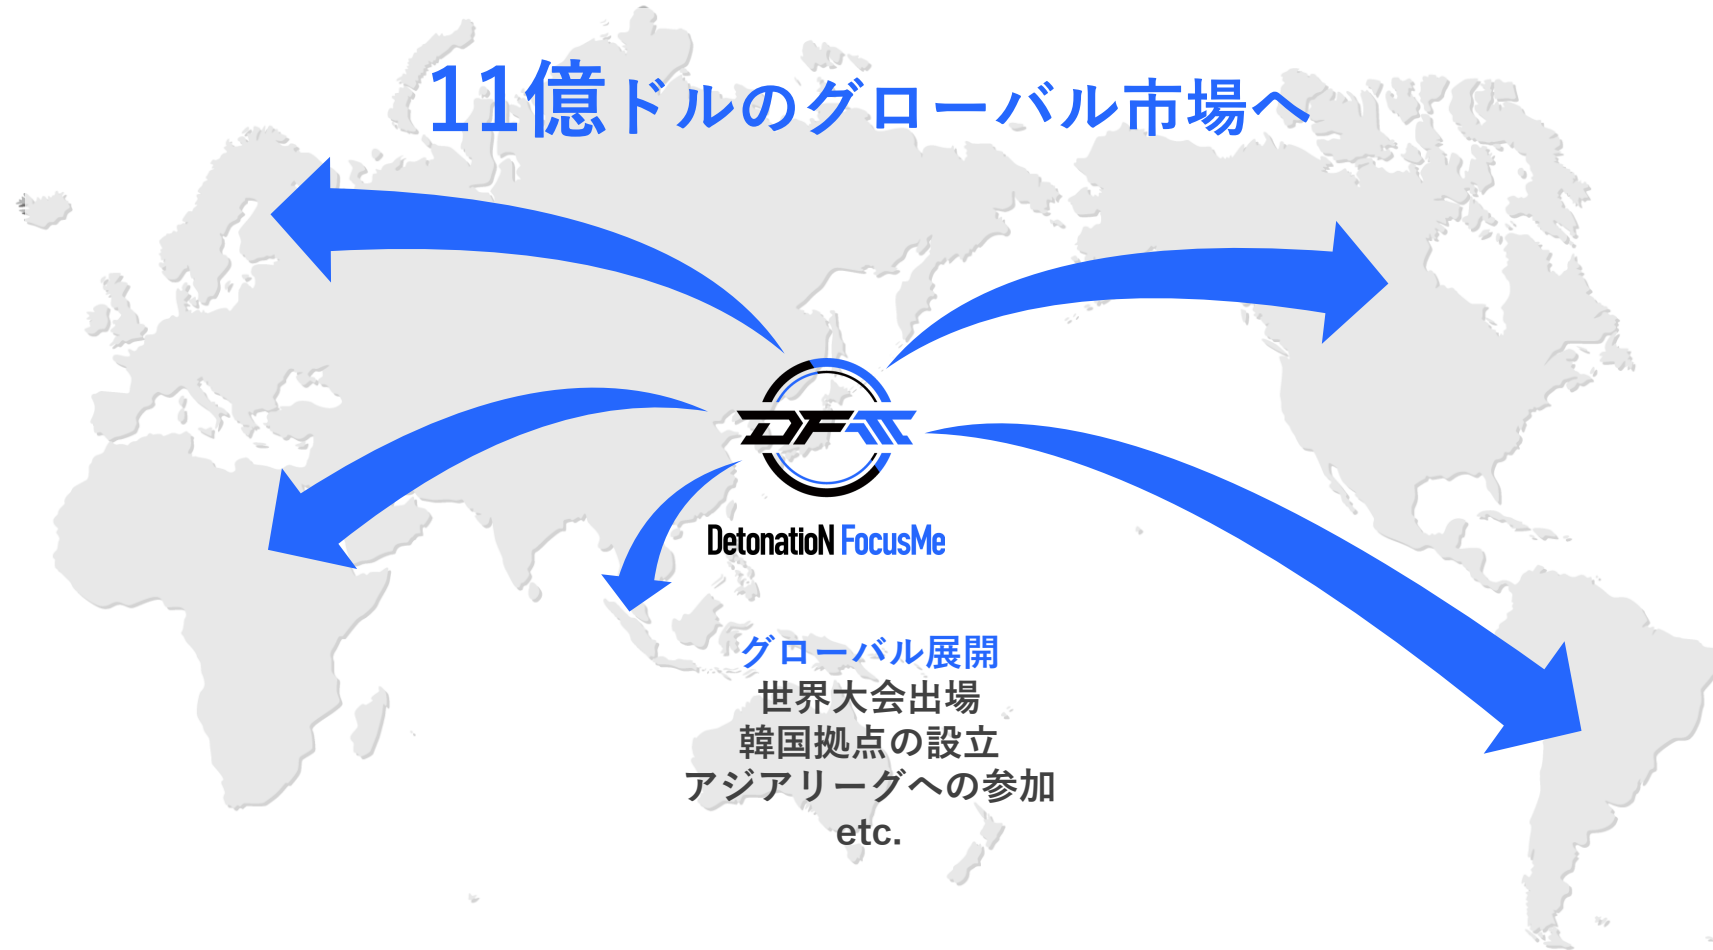 11億ドルのグローバル市場へ
DFM
DetonatioN FocusMe
グローバル展開
世界大会出場
韓国拠点の設立
アジアリーグへの参加
etc.